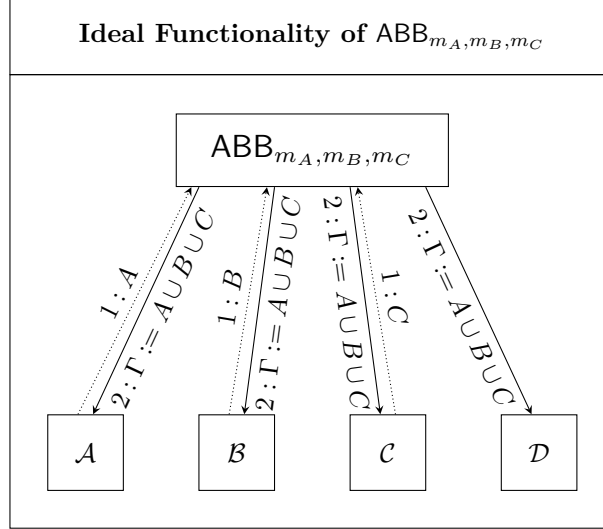 Ideal Functionality of ABB_{m_A,m_B,m_C}
ABB_{m_A,m_B,m_C}
1 : A
2 : Γ := A ∪ B ∪ C
1 : B
2 : Γ := A ∪ B ∪ C
2 : Γ := A ∪ B ∪ C
1 : C
2 : Γ := A ∪ B ∪ C
𝒜
ℬ
𝒞
𝒟